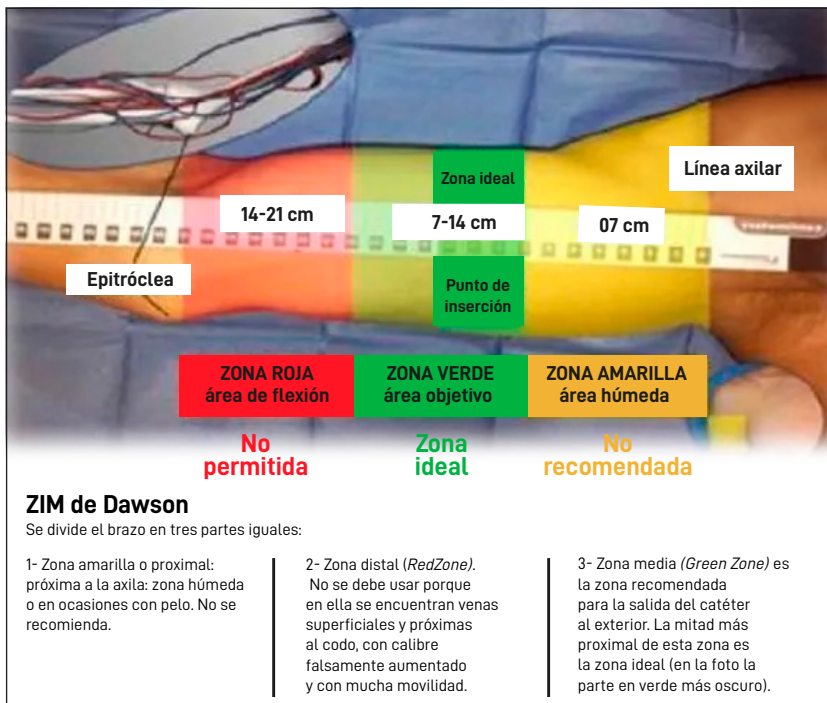 Zona ideal
Línea axilar
14-21 cm
7-14 cm
07 cm
Epitróclea
Punto de
inserción
ZONA ROJA
área de flexión
ZONA VERDE
área objetivo
ZONA AMARILLA
área húmeda
No
permitida
Zona
ideal
No
recomendada
ZIM de Dawson
Se divide el brazo en tres partes iguales:
1- Zona amarilla o proximal:
próxima a la axila: zona húmeda
o en ocasiones con pelo. No se
recomienda.
2- Zona distal (RedZone).
No se debe usar porque
en ella se encuentran venas
superficiales y próximas
al codo, con calibre
falsamente aumentado
y con mucha movilidad.
3- Zona media (Green Zone) es
la zona recomendada
para la salida del catéter
al exterior. La mitad más
proximal de esta zona es
la zona ideal (en la foto la
parte en verde más oscuro).